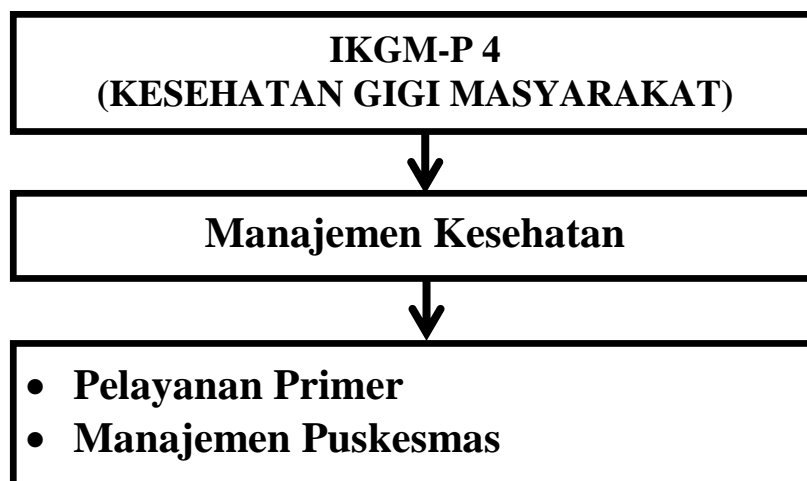 IKGM-P 4
(KESEHATAN GIGI MASYARAKAT)
Manajemen Kesehatan
• Pelayanan Primer
• Manajemen Puskesmas